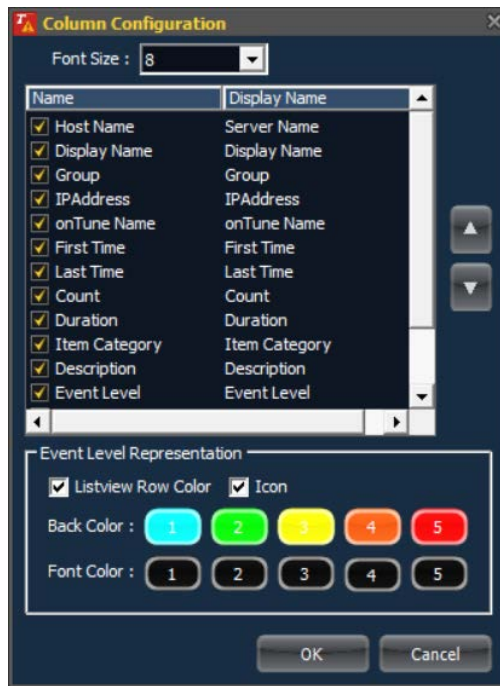 Column Configuration
Font Size : 8
Name Display Name
Host Name Server Name
Display Name Display Name
Group Group
IPAddress IPAddress
onTune Name onTune Name
First Time First Time
Last Time Last Time
Count Count
Duration Duration
Item Category Item Category
Description Description
Event Level Event Level
Event Level Representation
Listview Row Color Icon
Back Color : 1 2 3 4 5
Font Color : 1 2 3 4 5
OK Cancel